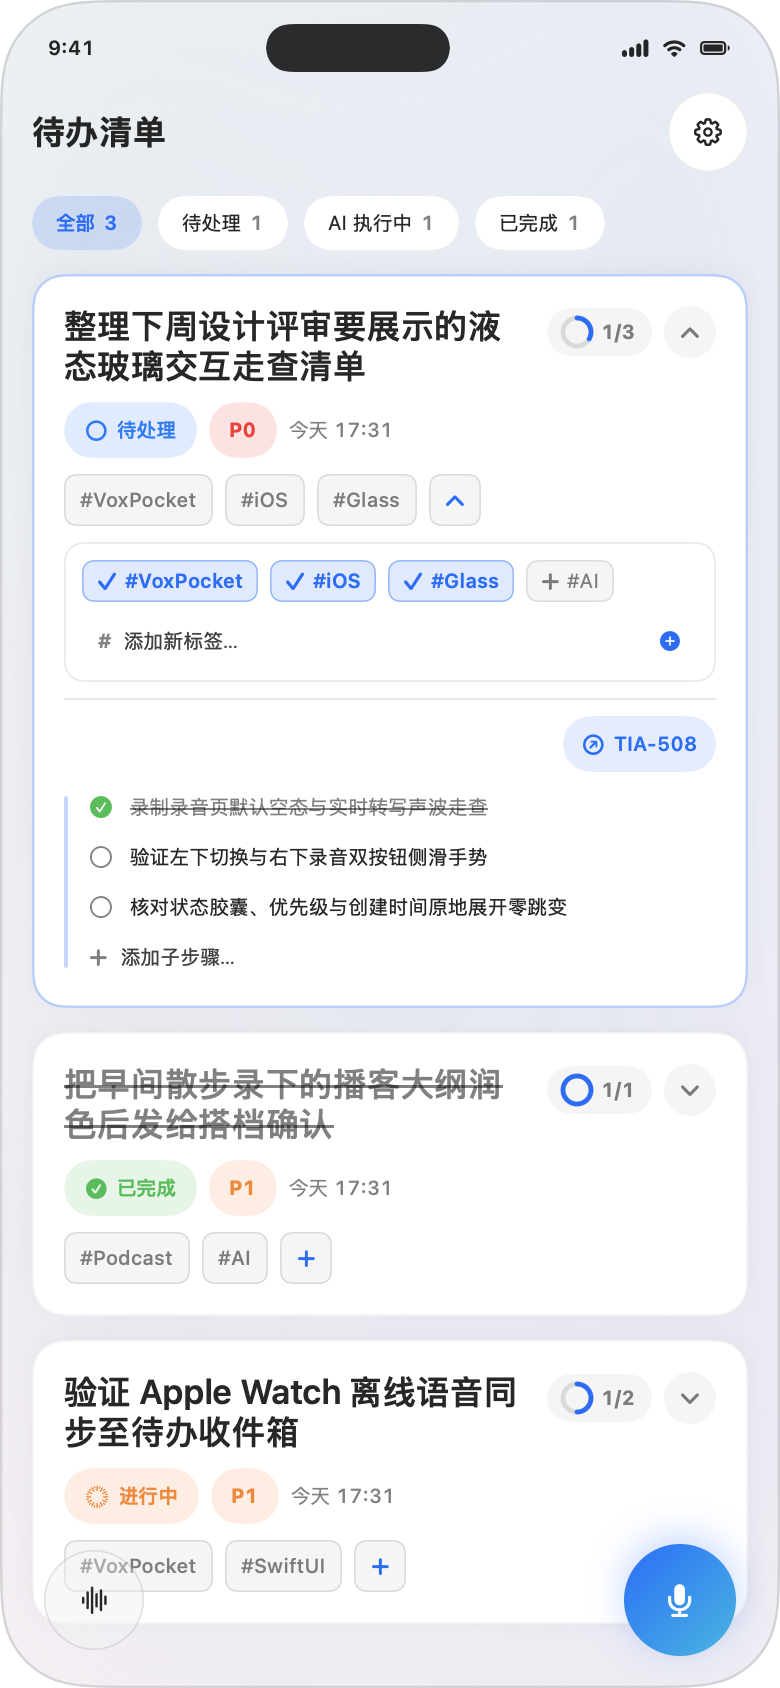 9:41
待办清单
全部 3 待处理 1 AI 执行中 1 已完成 1
整理下周设计评审要展示的液
态玻璃交互走查清单
1/3
待处理 P0 今天 17:31
#VoxPocket #iOS #Glass
#VoxPocket #iOS #Glass #AI
# 添加新标签...
TIA-508
录制录音页默认空态与实时转写声波走查
验证左下切换与右下录音双按钮侧滑手势
核对状态胶囊、优先级与创建时间原地展开零跳变
添加子步骤...
把早间散步录下的播客大纲润
色后发给搭档确认
1/1
已完成 P1 今天 17:31
#Podcast #AI
验证 Apple Watch 离线语音同
步至待办收件箱
1/2
进行中 P1 今天 17:31
#VoxPocket #SwiftUI